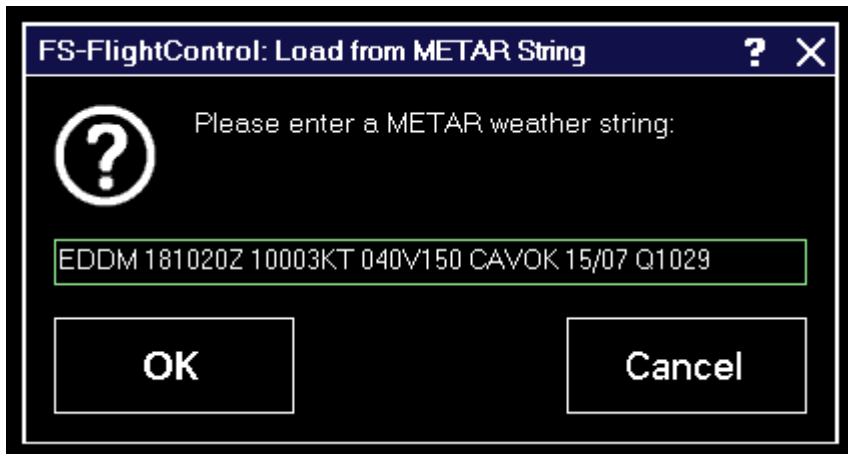 FS-FlightControl: Load from METAR String ? X
? Please enter a METAR weather string:
EDDM 181020Z 10003KT 040V150 CAVOK 15/07 Q1029
OK Cancel